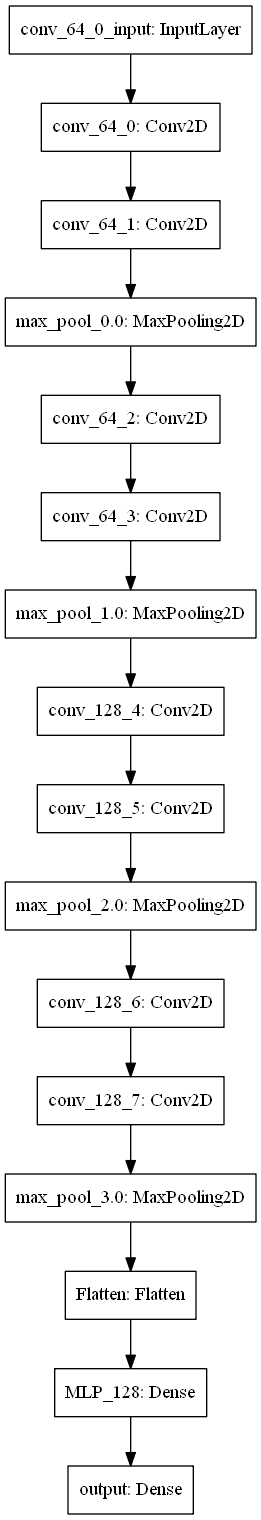 conv_64_0_input: InputLayer
conv_64_0: Conv2D
conv_64_1: Conv2D
max_pool_0.0: MaxPooling2D
conv_64_2: Conv2D
conv_64_3: Conv2D
max_pool_1.0: MaxPooling2D
conv_128_4: Conv2D
conv_128_5: Conv2D
max_pool_2.0: MaxPooling2D
conv_128_6: Conv2D
conv_128_7: Conv2D
max_pool_3.0: MaxPooling2D
Flatten: Flatten
MLP_128: Dense
output: Dense